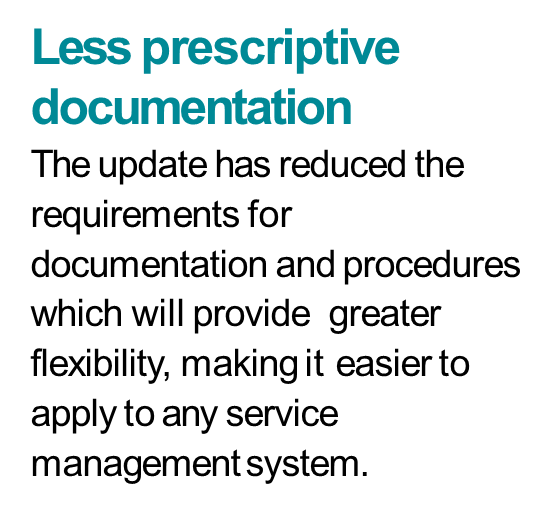 Less prescriptive
documentation
The update has reduced the
requirements for
documentation and procedures
which will provide  greater
flexibility, making it easier to
apply to any service
management system.